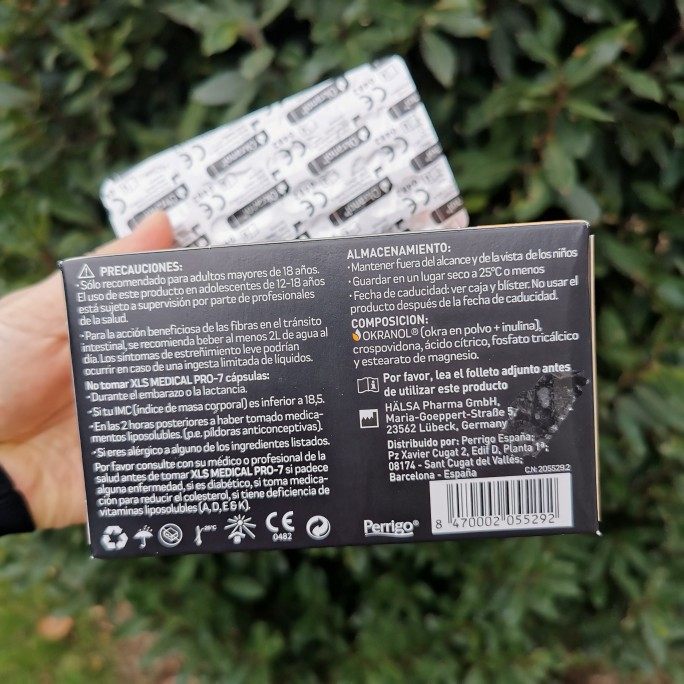 Okranol
CE
0482
PRECAUCIONES:
·Sólo recomendado para adultos mayores de 18 años.
El uso de este producto en adolescentes de 12-18 años
está sujeto a supervisión por parte de profesionales
de la salud.
·Para la acción beneficiosa de las fibras en el tránsito
intestinal, se recomienda beber al menos 2L de agua al
día. Los síntomas de estreñimiento leve podrían
ocurrir en caso de una ingesta limitada de líquidos.
No tomar XLS MEDICAL PRO-7 cápsulas:
·Durante el embarazo o la lactancia.
·Si tu IMC (índice de masa corporal) es inferior a 18,5.
·En las 2 horas posteriores a haber tomado medica-
mentos liposolubles. (p.e. píldoras anticonceptivas).
·Si eres alérgico a alguno de los ingredientes listados.
Por favor consulte con su médico o profesional de la
salud antes de tomar XLS MEDICAL PRO-7 si padece
alguna enfermedad, si es diabético, si toma medica-
ción para reducir el colesterol, si tiene deficiencia de
vitaminas liposolubles (A, D, E & K).
25°C
CE
0482
ALMACENAMIENTO:
·Mantener fuera del alcance y de la vista de los niños
·Guardar en un lugar seco a 25°C o menos
·Fecha de caducidad: ver caja y blíster. No usar el
producto después de la fecha de caducidad.
COMPOSICION:
OKRANOL® (okra en polvo + inulina),
crospovidona, ácido cítrico, fosfato tricálcico
y estearato de magnesio.
Por favor, lea el folleto adjunto antes
de utilizar este producto
HÄLSA Pharma GmbH,
Maria-Goeppert-Straße 5,
23562 Lübeck, Germany
Distribuido por: Perrigo España,
Pz Xavier Cugat 2, Edif D, Planta 1ª,
08174 - Sant Cugat del Vallés,
Barcelona - España
CN: 205529.2
Perrigo®
8 470002 055292